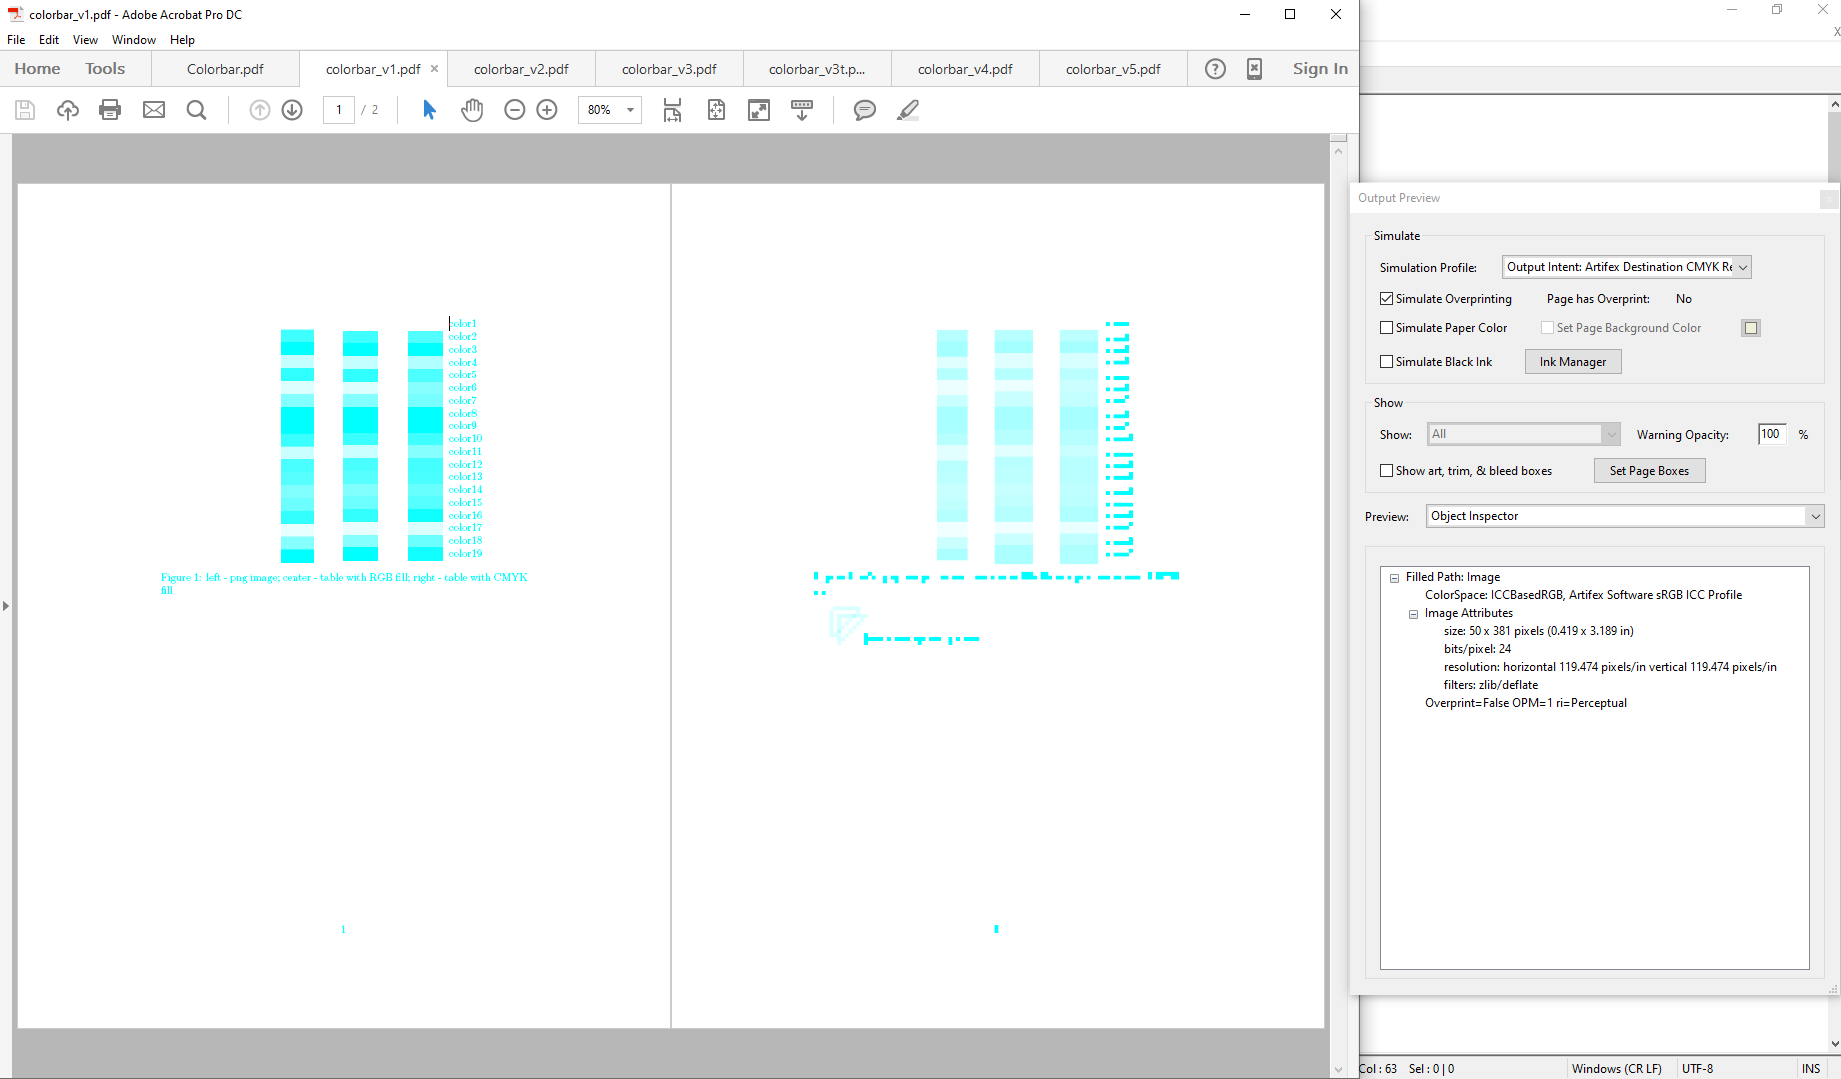 colorbar_v1.pdf - Adobe Acrobat Pro DC
File Edit View Window Help
Home Tools Colorbar.pdf colorbar_v1.pdf × colorbar_v2.pdf colorbar_v3.pdf colorbar_v3t.p... colorbar_v4.pdf colorbar_v5.pdf Sign In
1 / 2 80%
color1
color2
color3
color4
color5
color6
color7
color8
color9
color10
color11
color12
color13
color14
color15
color16
color17
color18
color19
Figure 1: left - png image; center - table with RGB fill; right - table with CMYK
fill
1
Output Preview
Simulate
Simulation Profile: Output Intent: Artifex Destination CMYK Re
Simulate Overprinting Page has Overprint: No
Simulate Paper Color Set Page Background Color
Simulate Black Ink Ink Manager
Show
Show: All Warning Opacity: 100 %
Show art, trim, & bleed boxes Set Page Boxes
Preview: Object Inspector
Filled Path: Image
ColorSpace: ICCBasedRGB, Artifex Software sRGB ICC Profile
Image Attributes
size: 50 x 381 pixels (0.419 x 3.189 in)
bits/pixel: 24
resolution: horizontal 119.474 pixels/in vertical 119.474 pixels/in
filters: zlib/deflate
Overprint=False OPM=1 ri=Perceptual
Col : 63 Sel : 0 | 0 Windows (CR LF) UTF-8 INS